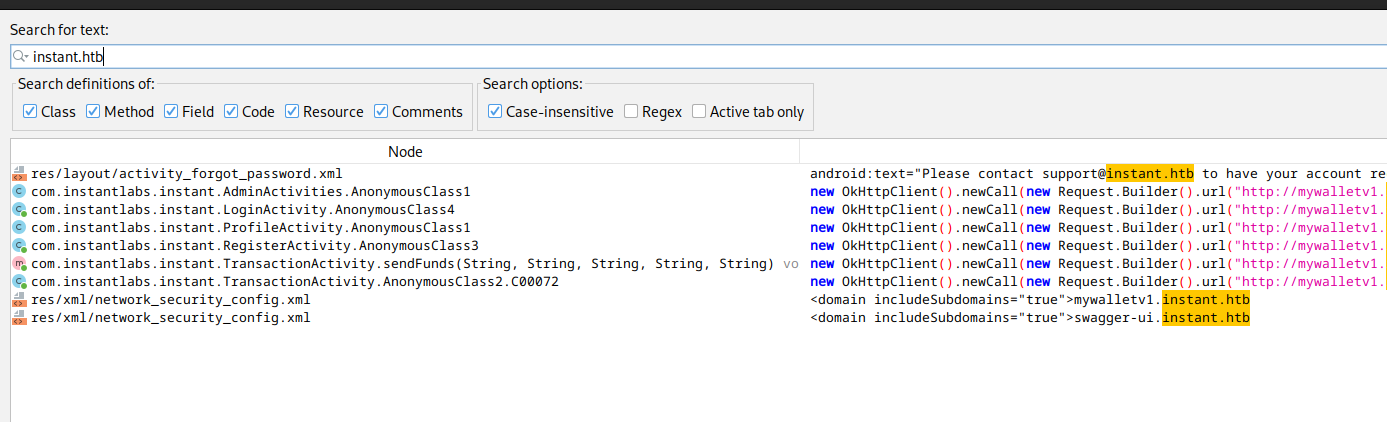 Search for text:
instant.htb
Search definitions of: Search options:
Class Method Field Code Resource Comments Case-insensitive Regex Active tab only
Node
res/layout/activity_forgot_password.xml android:text="Please contact support@instant.htb to have your account re
com.instantlabs.instant.AdminActivities.AnonymousClass1 new OkHttpClient().newCall(new Request.Builder().url("http://mywalletv1.
com.instantlabs.instant.LoginActivity.AnonymousClass4 new OkHttpClient().newCall(new Request.Builder().url("http://mywalletv1.
com.instantlabs.instant.ProfileActivity.AnonymousClass1 new OkHttpClient().newCall(new Request.Builder().url("http://mywalletv1.
com.instantlabs.instant.RegisterActivity.AnonymousClass3 new OkHttpClient().newCall(new Request.Builder().url("http://mywalletv1.
com.instantlabs.instant.TransactionActivity.sendFunds(String, String, String, String, String) vo new OkHttpClient().newCall(new Request.Builder().url("http://mywalletv1.
com.instantlabs.instant.TransactionActivity.AnonymousClass2.C00072 new OkHttpClient().newCall(new Request.Builder().url("http://mywalletv1.
res/xml/network_security_config.xml <domain includeSubdomains="true">mywalletv1.instant.htb
res/xml/network_security_config.xml <domain includeSubdomains="true">swagger-ui.instant.htb